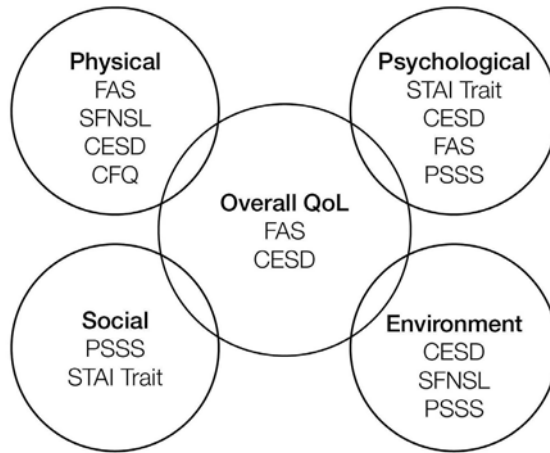 Physical
FAS
SFNSL
CESD
CFQ
Psychological
STAI Trait
CESD
FAS
PSSS
Overall QoL
FAS
CESD
Social
PSSS
STAI Trait
Environment
CESD
SFNSL
PSSS